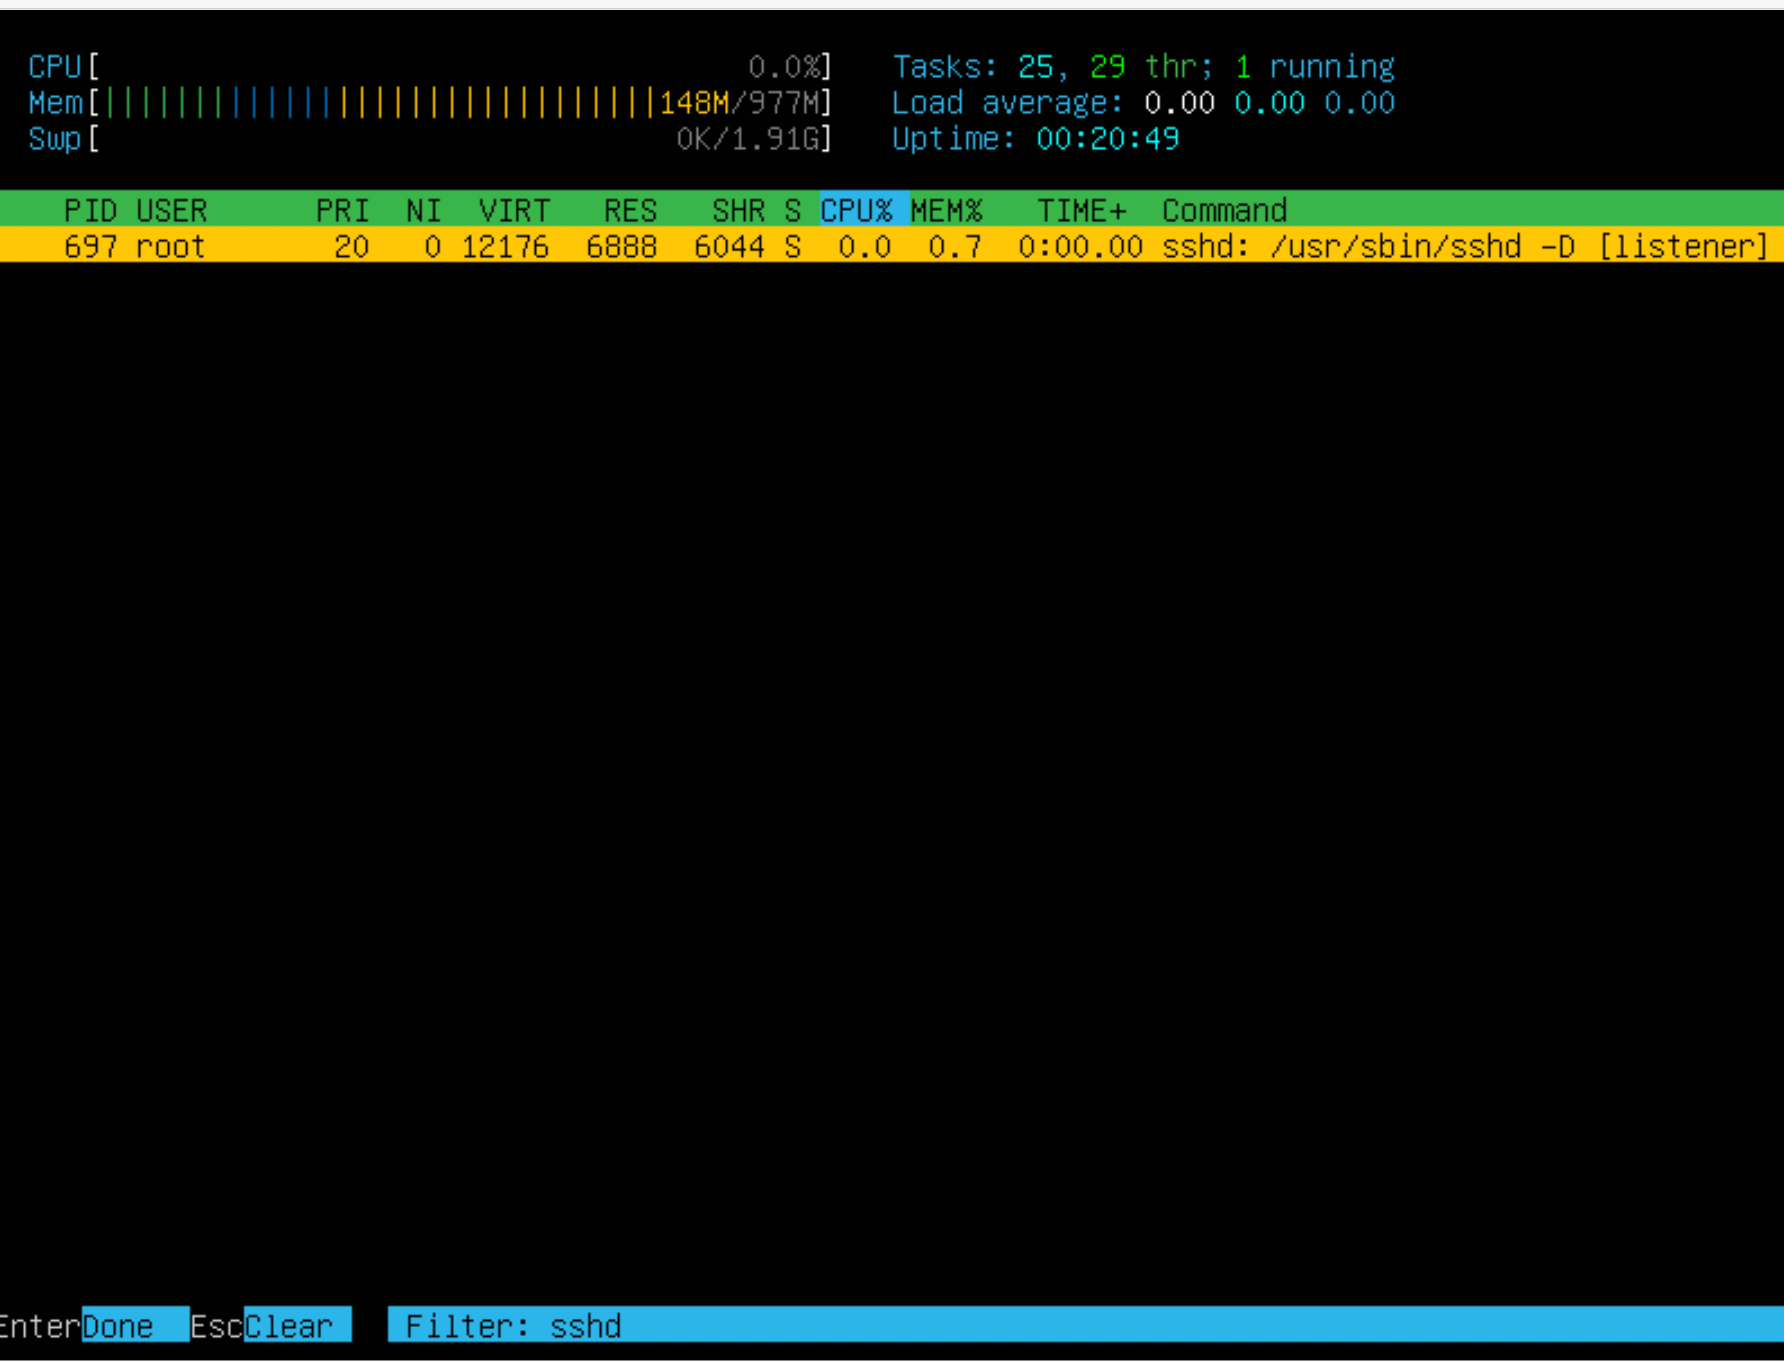 CPU[ 0.0%] Tasks: 25, 29 thr; 1 running
Mem[||||||||||||||||||||||||||||||||148M/977M] Load average: 0.00 0.00 0.00
Swp[ 0K/1.91G] Uptime: 00:20:49
PID USER PRI NI VIRT RES SHR S CPU% MEM% TIME+ Command
697 root 20 0 12176 6888 6044 S 0.0 0.7 0:00.00 sshd: /usr/sbin/sshd -D [listener]
EnterDone EscClear Filter: sshd